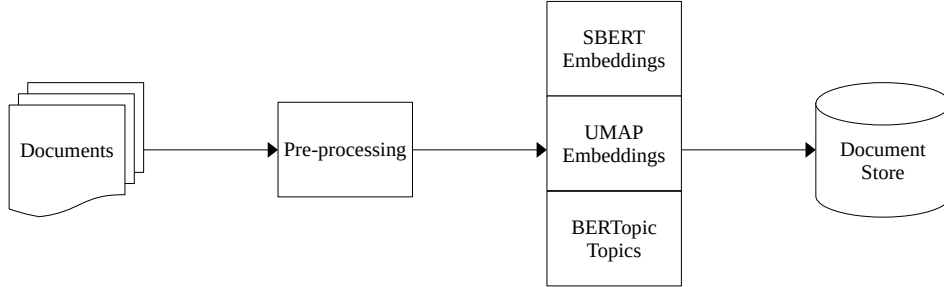 Documents
Pre-processing
SBERT
Embeddings
UMAP
Embeddings
BERTopic
Topics
Document
Store